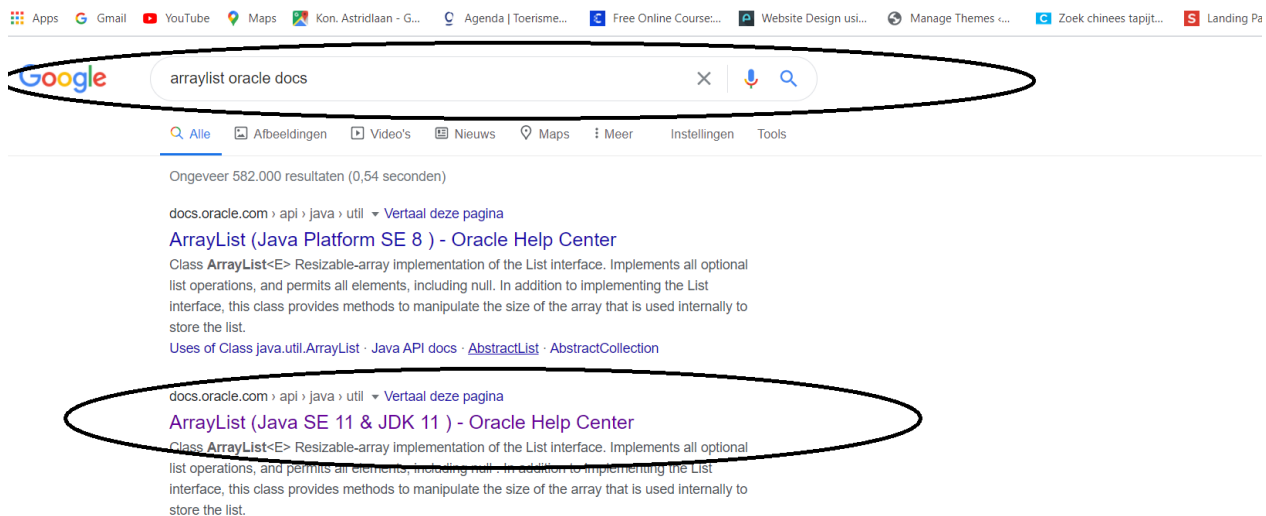 Apps Gmail YouTube Maps Kon. Astridlaan - G... Agenda | Toerisme... Free Online Course:... Website Design usi... Manage Themes ‹... Zoek chinees tapijt... Landing Pa
Google arraylist oracle docs
Alle Afbeeldingen Video's Nieuws Maps Meer Instellingen Tools
Ongeveer 582.000 resultaten (0,54 seconden)
docs.oracle.com › api › java › util Vertaal deze pagina
ArrayList (Java Platform SE 8 ) - Oracle Help Center
Class ArrayList<E> Resizable-array implementation of the List interface. Implements all optional
list operations, and permits all elements, including null. In addition to implementing the List
interface, this class provides methods to manipulate the size of the array that is used internally to
store the list.
Uses of Class java.util.ArrayList · Java API docs · AbstractList · AbstractCollection
docs.oracle.com › api › java › util Vertaal deze pagina
ArrayList (Java SE 11 & JDK 11 ) - Oracle Help Center
Class ArrayList<E> Resizable-array implementation of the List interface. Implements all optional
list operations, and permits all elements, including null . In addition to implementing the List
interface, this class provides methods to manipulate the size of the array that is used internally to
store the list.